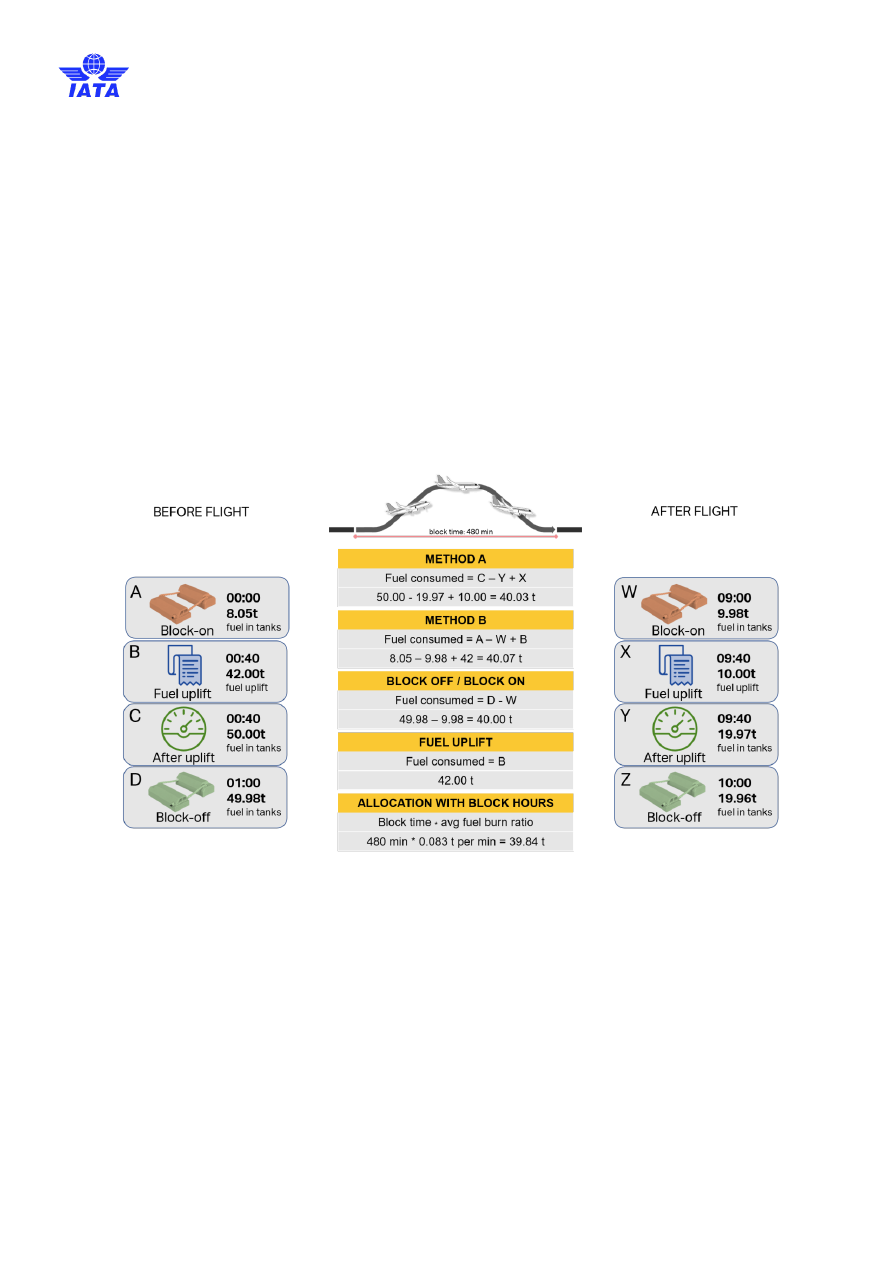 IATA
BEFORE FLIGHT
AFTER FLIGHT
block time: 480 min
A
00:00
8.05t
fuel in tanks
Block-on
B
00:40
42.00t
fuel uplift
Fuel uplift
C
00:40
50.00t
fuel in tanks
After uplift
D
01:00
49.98t
fuel in tanks
Block-off
METHOD A
Fuel consumed = C – Y + X
50.00 - 19.97 + 10.00 = 40.03 t
METHOD B
Fuel consumed = A – W + B
8.05 – 9.98 + 42 = 40.07 t
BLOCK OFF / BLOCK ON
Fuel consumed = D - W
49.98 – 9.98 = 40.00 t
FUEL UPLIFT
Fuel consumed = B
42.00 t
ALLOCATION WITH BLOCK HOURS
Block time * avg fuel burn ratio
480 min * 0.083 t per min = 39.84 t
W
09:00
9.98t
fuel in tanks
Block-on
X
09:40
10.00t
fuel uplift
Fuel uplift
Y
09:40
19.97t
fuel in tanks
After uplift
Z
10:00
19.96t
fuel in tanks
Block-off